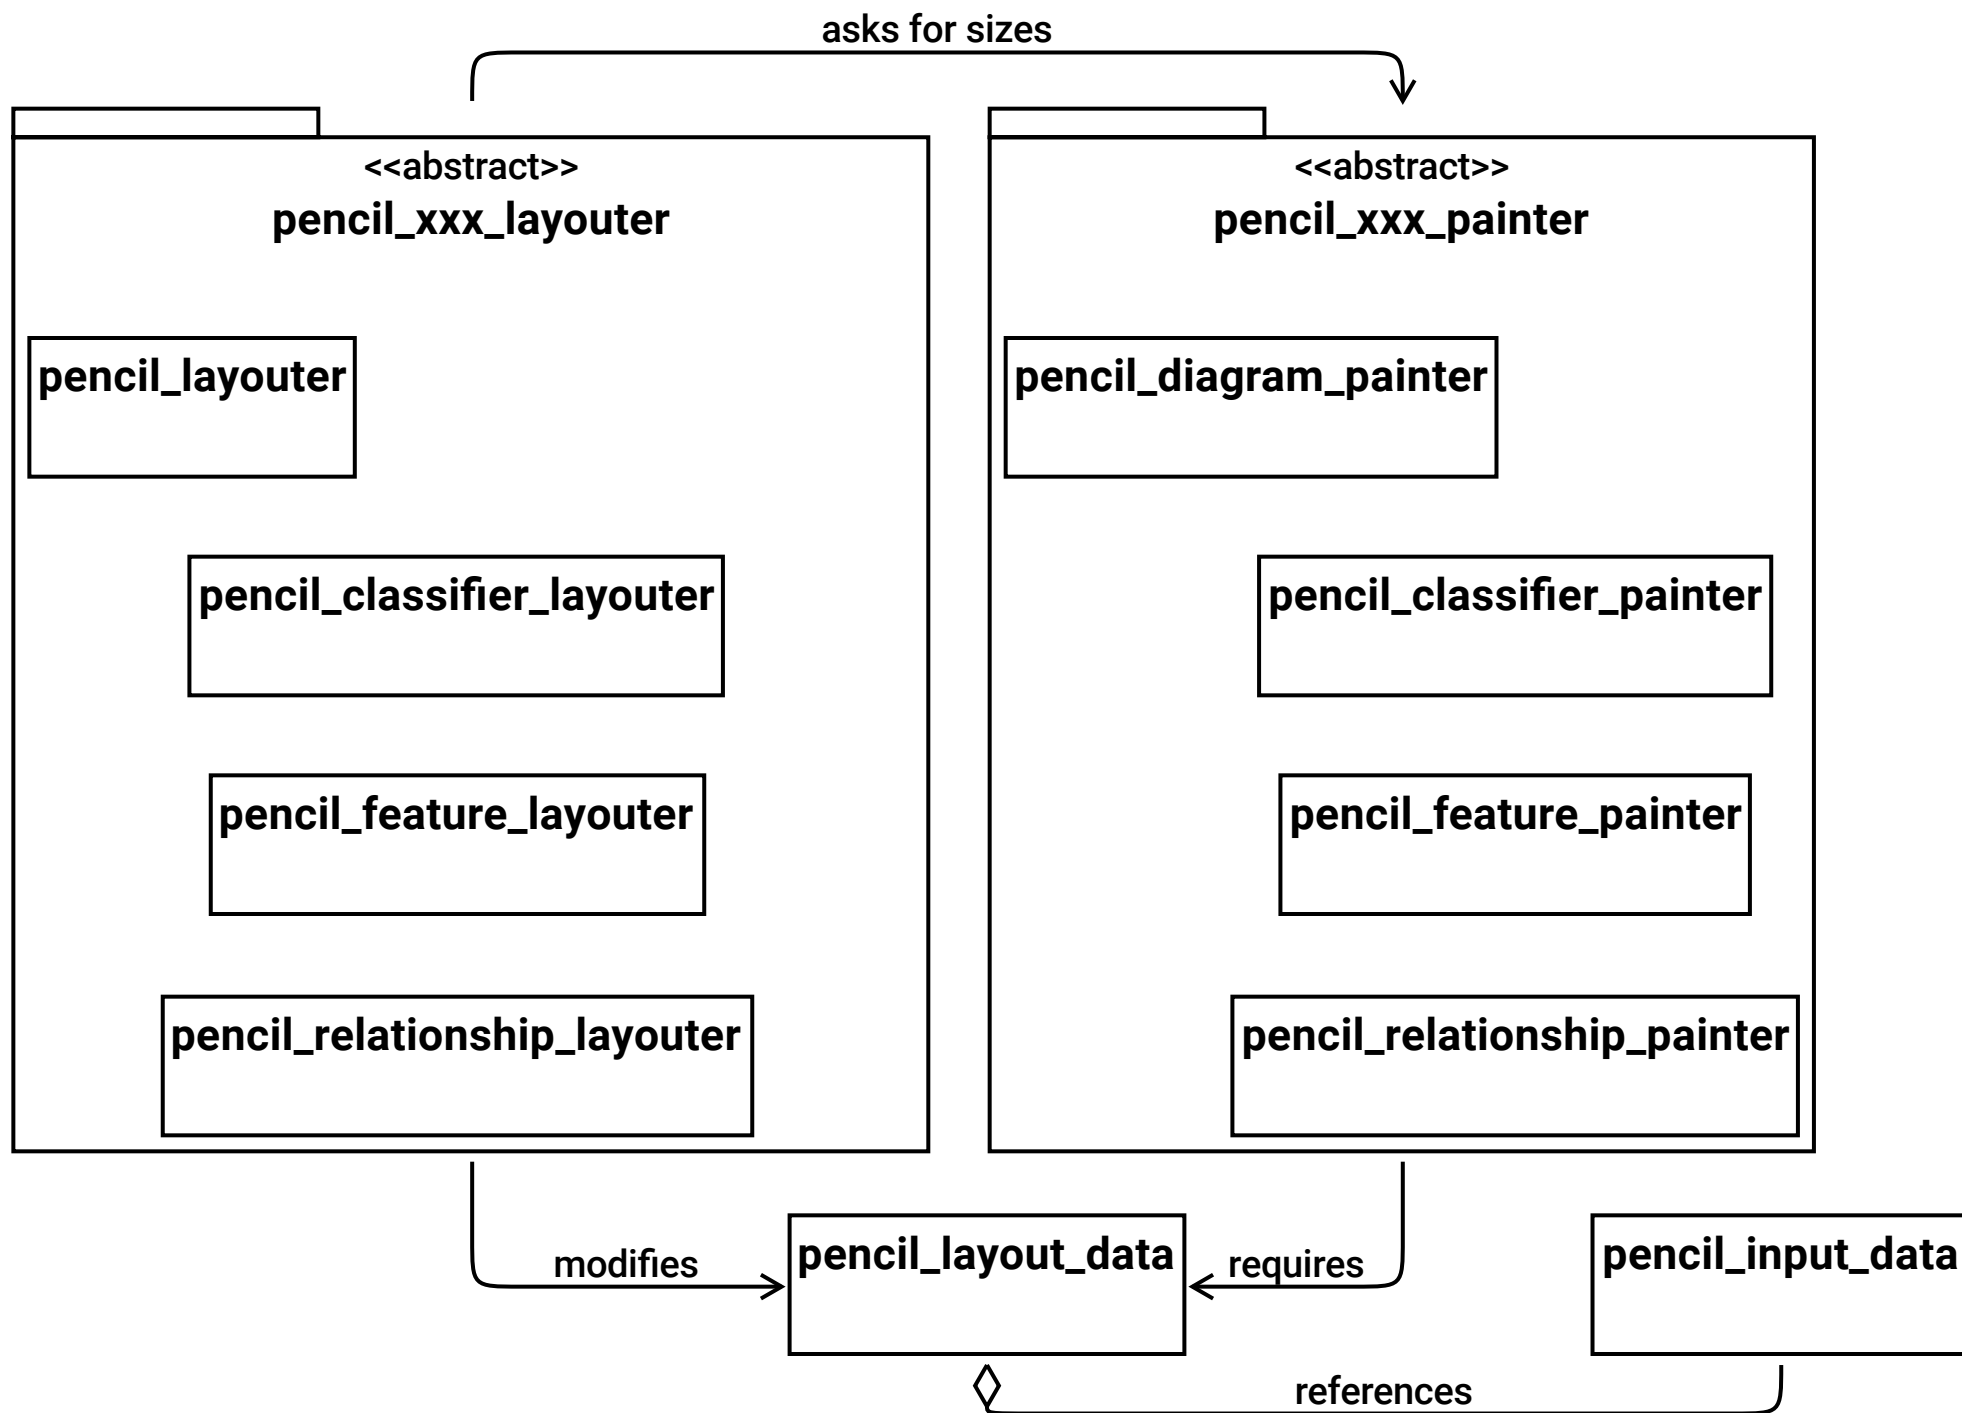 asks for sizes
<<abstract>>
pencil_xxx_layouter
pencil_layouter
pencil_classifier_layouter
pencil_feature_layouter
pencil_relationship_layouter
<<abstract>>
pencil_xxx_painter
pencil_diagram_painter
pencil_classifier_painter
pencil_feature_painter
pencil_relationship_painter
modifies
pencil_layout_data
requires
pencil_input_data
references